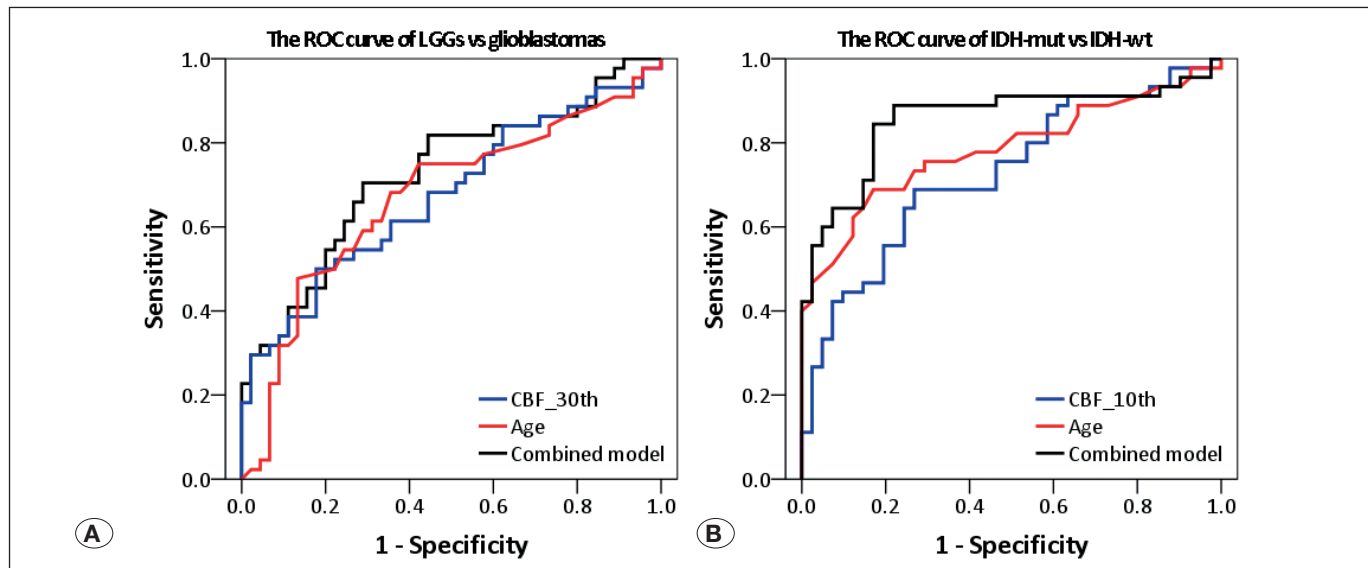 The ROC curve of LGGs vs glioblastomas
1.0
0.8
0.6
0.4
0.2
0.0
Sensitivity
CBF_30th
Age
Combined model
0.0 0.2 0.4 0.6 0.8 1.0
1 - Specificity
A
The ROC curve of IDH-mut vs IDH-wt
1.0
0.8
0.6
0.4
0.2
0.0
Sensitivity
CBF_10th
Age
Combined model
0.0 0.2 0.4 0.6 0.8 1.0
1 - Specificity
B